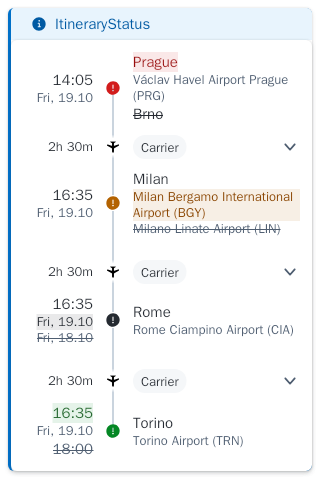 ItineraryStatus
14:05
Fri, 19.10
Prague
Václav Havel Airport Prague
(PRG)
Brno
2h 30m
Carrier
16:35
Fri, 19.10
Milan
Milan Bergamo International
Airport (BGY)
Milano Linate Airport (LIN)
2h 30m
Carrier
16:35
Fri, 19.10
Fri, 18.10
Rome
Rome Ciampino Airport (CIA)
2h 30m
Carrier
16:35
Fri, 19.10
18:00
Torino
Torino Airport (TRN)